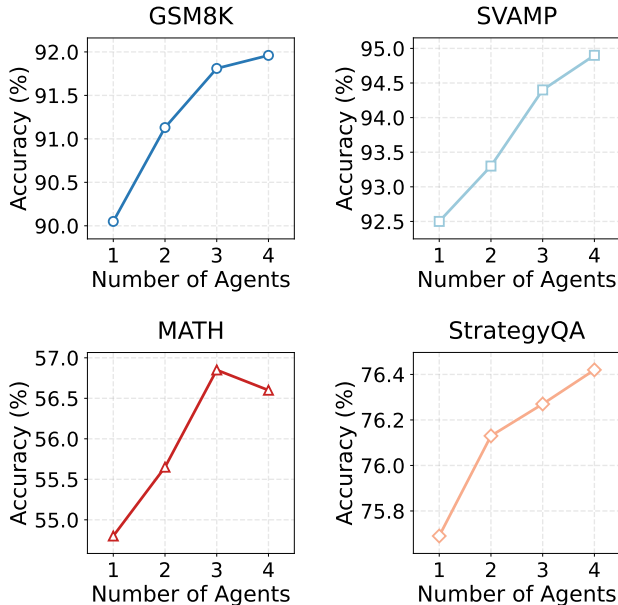 GSM8K
Accuracy (%)
92.0
91.5
91.0
90.5
90.0
1 2 3 4
Number of Agents
SVAMP
Accuracy (%)
95.0
94.5
94.0
93.5
93.0
92.5
1 2 3 4
Number of Agents
MATH
Accuracy (%)
57.0
56.5
56.0
55.5
55.0
1 2 3 4
Number of Agents
StrategyQA
Accuracy (%)
76.4
76.2
76.0
75.8
1 2 3 4
Number of Agents